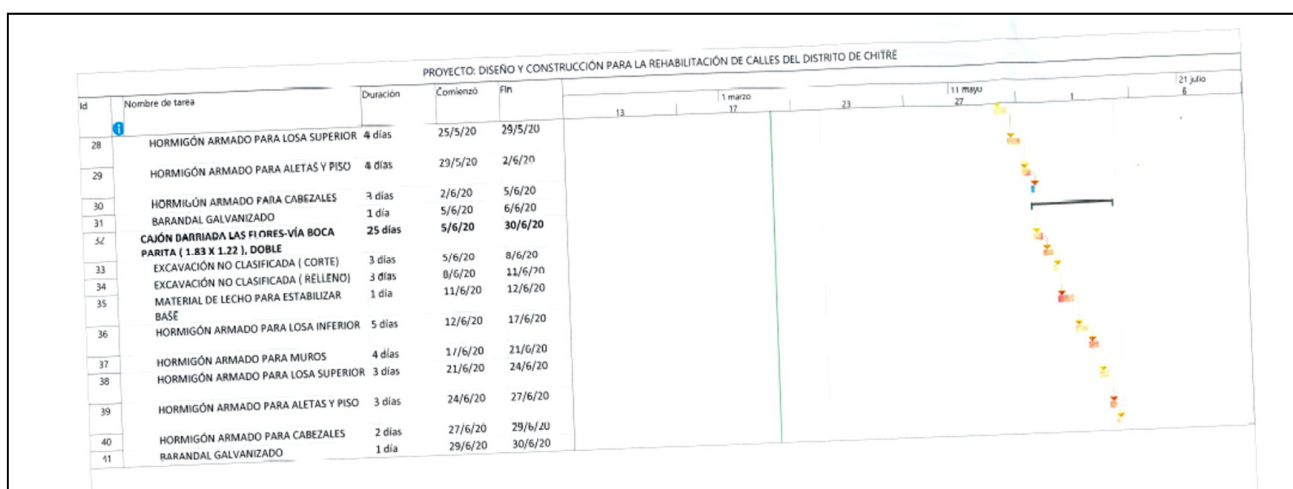 PROYECTO: DISEÑO Y CONSTRUCCIÓN PARA LA REHABILITACIÓN DE CALLES DEL DISTRITO DE CHITRE
Id Nombre de tarea Duración Comienzo Fin 1 marzo 11 mayo 21 julio
13 17 23 27 1 6
28 HORMIGÓN ARMADO PARA LOSA SUPERIOR 4 días 25/5/20 29/5/20
29 HORMIGÓN ARMADO PARA ALETAS Y PISO 4 días 29/5/20 2/6/20
30 HORMIGÓN ARMADO PARA CABEZALES 3 días 2/6/20 5/6/20
31 BARANDAL GALVANIZADO 1 día 5/6/20 6/6/20
32 CAJÓN BARRIADA LAS FLORES-VÍA BOCA 25 días 5/6/20 30/6/20
PARITA ( 1.83 X 1.22 ), DOBLE
33 EXCAVACIÓN NO CLASIFICADA ( CORTE) 3 días 5/6/20 8/6/20
34 EXCAVACIÓN NO CLASIFICADA ( RELLENO) 3 días 8/6/20 11/6/20
35 MATERIAL DE LECHO PARA ESTABILIZAR 1 día 11/6/20 12/6/20
BASE
36 HORMIGÓN ARMADO PARA LOSA INFERIOR 5 días 12/6/20 17/6/20
37 HORMIGÓN ARMADO PARA MUROS 4 días 17/6/20 21/6/20
38 HORMIGÓN ARMADO PARA LOSA SUPERIOR 3 días 21/6/20 24/6/20
39 HORMIGÓN ARMADO PARA ALETAS Y PISO 3 días 24/6/20 27/6/20
40 HORMIGÓN ARMADO PARA CABEZALES 2 días 27/6/20 29/6/20
41 BARANDAL GALVANIZADO 1 día 29/6/20 30/6/20